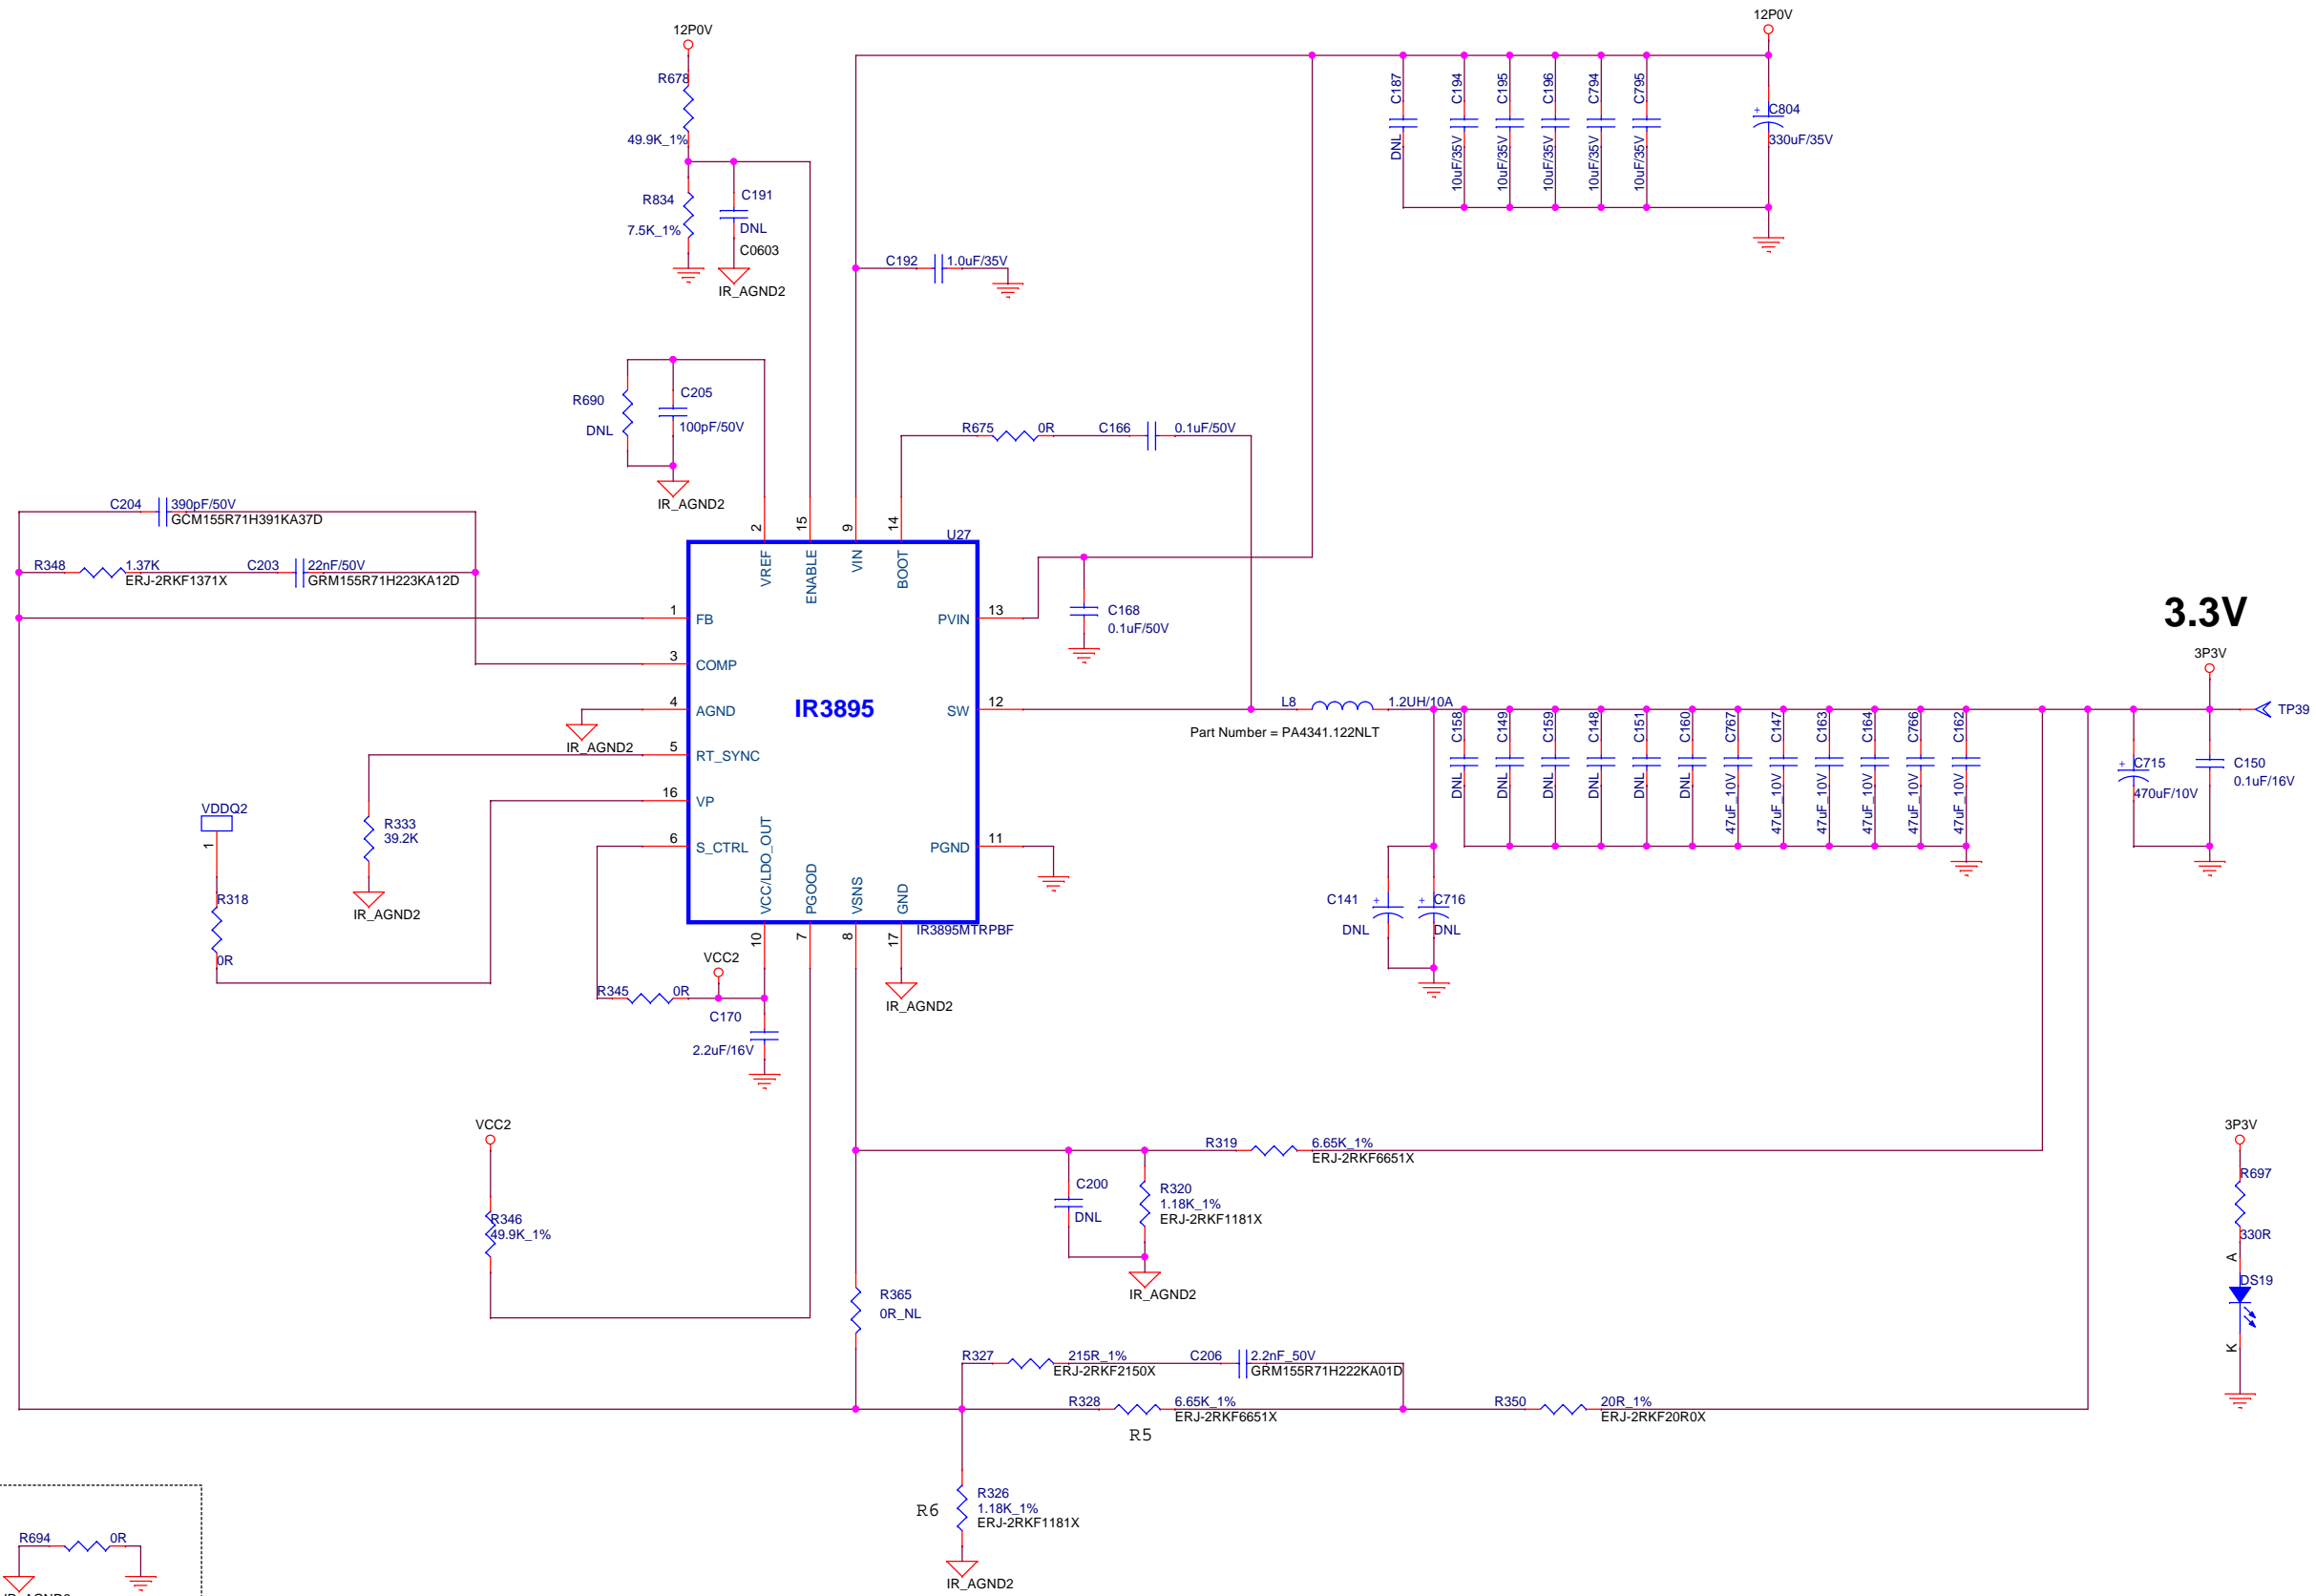 12P0V
R678
49.9K_1%
R834
7.5K_1%
C191
DNL
C0603
IR_AGND2
12P0V
C187
DNL
C194
10uF/35V
C195
10uF/35V
C196
10uF/35V
C794
10uF/35V
C795
10uF/35V
+ C804
330uF/35V
C192 1.0uF/35V
R690
DNL
C205
100pF/50V
IR_AGND2
R675 0R C166 0.1uF/50V
C204 390pF/50V
GCM155R71H391KA37D
R348 1.37K C203 22nF/50V
ERJ-2RKF1371X GRM155R71H223KA12D
U27
2 15 9 14
VREF ENABLE VIN BOOT
1 FB
3 COMP
4 AGND
5 RT_SYNC
16 VP
6 S_CTRL
IR3895
PVIN 13
SW 12
PGND 11
VCC/LDO_OUT PGOOD VSNS GND
10 7 8 17
IR3895MTRPBF
C168
0.1uF/50V
IR_AGND2
R333
39.2K
IR_AGND2
VDDQ2
1
R318
0R
VCC2
R345 0R
C170
2.2uF/16V
IR_AGND2
L8 1.2UH/10A
Part Number = PA4341.122NLT
C158
DNL
C149
DNL
C159
DNL
C148
DNL
C151
DNL
C160
DNL
C767
47uF_10V
C147
47uF_10V
C163
47uF_10V
C164
47uF_10V
C766
47uF_10V
C162
47uF_10V
C141 +
DNL
+ C716
DNL
3.3V
3P3V
TP39
+ C715
470uF/10V
C150
0.1uF/16V
VCC2
R346
49.9K_1%
R319 6.65K_1%
ERJ-2RKF6651X
C200
DNL
R320
1.18K_1%
ERJ-2RKF1181X
IR_AGND2
R365
0R_NL
3P3V
R697
330R
A
DS19
K
R327 215R_1% C206 2.2nF_50V
ERJ-2RKF2150X GRM155R71H222KA01D
R328 6.65K_1%
ERJ-2RKF6651X
R5
R350 20R_1%
ERJ-2RKF20R0X
R6
R326
1.18K_1%
ERJ-2RKF1181X
IR_AGND2
R694 0R